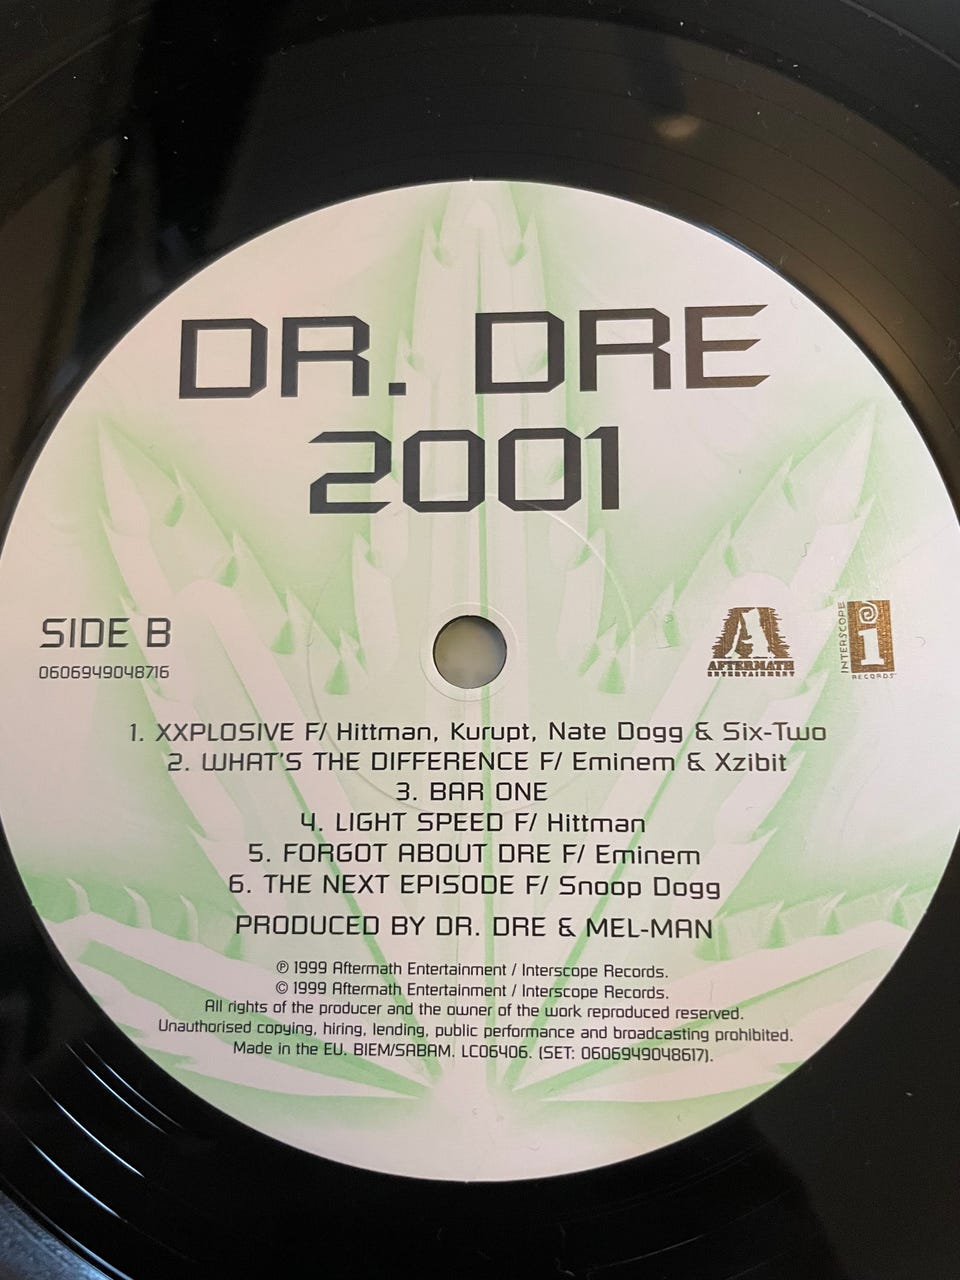 DR. DRE
2001
SIDE B
0606949048716
AFTERMATH
ENTERTAINMENT
INTERSCOPE
i
RECORDS
1. XXPLOSIVE F/ Hittman, Kurupt, Nate Dogg & Six-Two
2. WHAT'S THE DIFFERENCE F/ Eminem & Xzibit
3. BAR ONE
4. LIGHT SPEED F/ Hittman
5. FORGOT ABOUT DRE F/ Eminem
6. THE NEXT EPISODE F/ Snoop Dogg
PRODUCED BY DR. DRE & MEL-MAN
℗ 1999 Aftermath Entertainment / Interscope Records.
© 1999 Aftermath Entertainment / Interscope Records.
All rights of the producer and the owner of the work reproduced reserved.
Unauthorised copying, hiring, lending, public performance and broadcasting prohibited.
Made in the EU. BIEM/SABAM. LC06406. (SET: 0606949048617).